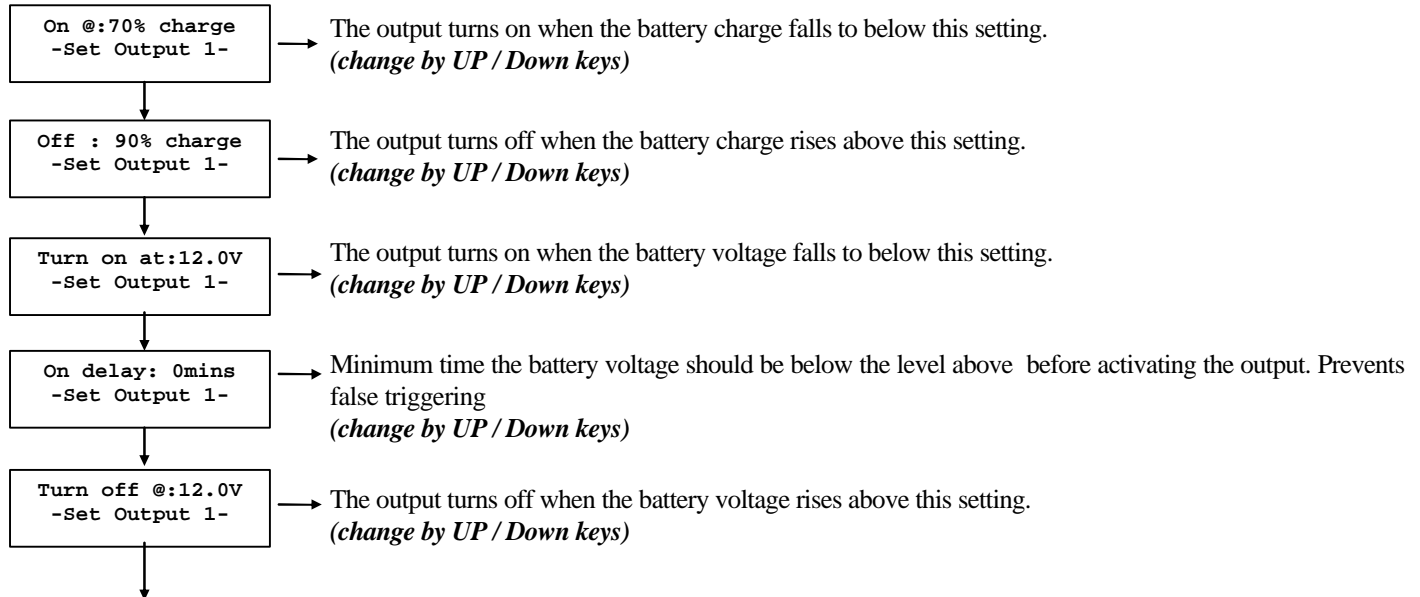 On @:70% charge
-Set Output 1-
The output turns on when the battery charge falls to below this setting.
(change by UP / Down keys)
Off : 90% charge
-Set Output 1-
The output turns off when the battery charge rises above this setting.
(change by UP / Down keys)
Turn on at:12.0V
-Set Output 1-
The output turns on when the battery voltage falls to below this setting.
(change by UP / Down keys)
On delay: 0mins
-Set Output 1-
Minimum time the battery voltage should be below the level above before activating the output. Prevents
false triggering
(change by UP / Down keys)
Turn off @:12.0V
-Set Output 1-
The output turns off when the battery voltage rises above this setting.
(change by UP / Down keys)